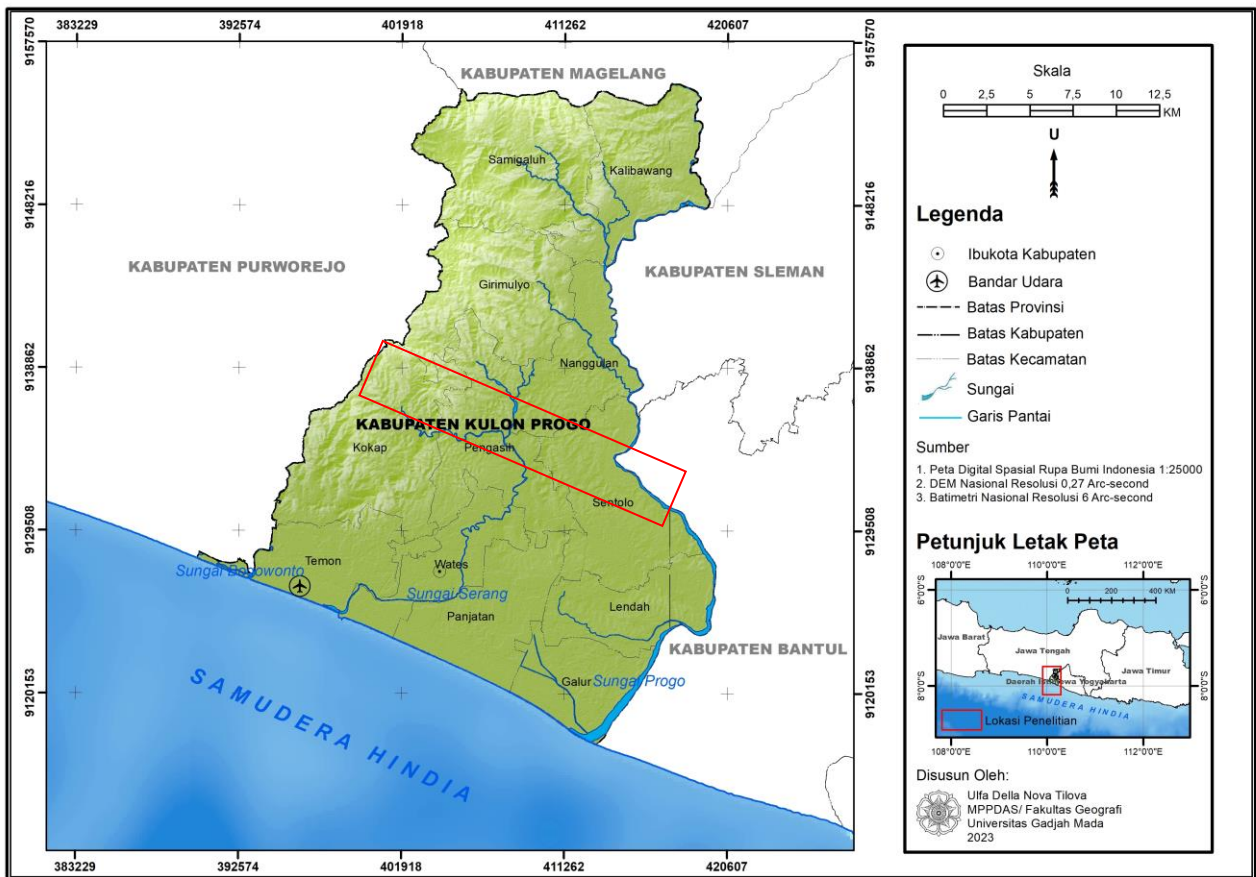 383229 392574 401918 411262 420607
9157570
9157570
KABUPATEN MAGELANG
Samigaluh
Kalibawang
9148216
9148216
KABUPATEN PURWOREJO
KABUPATEN SLEMAN
Girimulyo
Nanggulan
9138862
9138862
KABUPATEN KULON PROGO
Kokap
Pengasih
Sentolo
9129508
9129508
Temon
Sungai Bogowonto
Wates
Sungai Serang
Panjatan
Lendah
KABUPATEN BANTUL
Galur
Sungai Progo
9120153
9120153
SAMUDERA HINDIA
383229 392574 401918 411262 420607
Skala
0 2,5 5 7,5 10 12,5
KM
U
Legenda
Ibukota Kabupaten
Bandar Udara
Batas Provinsi
Batas Kabupaten
Batas Kecamatan
Sungai
Garis Pantai
Sumber
1. Peta Digital Spasial Rupa Bumi Indonesia 1:25000
2. DEM Nasional Resolusi 0,27 Arc-second
3. Batimetri Nasional Resolusi 6 Arc-second
Petunjuk Letak Peta
108°0'0"E 110°0'0"E 112°0'0"E
0 200 400 KM
6°0'0"S
6°0'0"S
Jawa Barat
Jawa Tengah
Jawa Timur
Daerah Istimewa Yogyakarta
8°0'0"S
8°0'0"S
SAMUDERA HINDIA
Lokasi Penelitian
108°0'0"E 110°0'0"E 112°0'0"E
Disusun Oleh:
Ulfa Della Nova Tilova
MPPDAS/ Fakultas Geografi
Universitas Gadjah Mada
2023